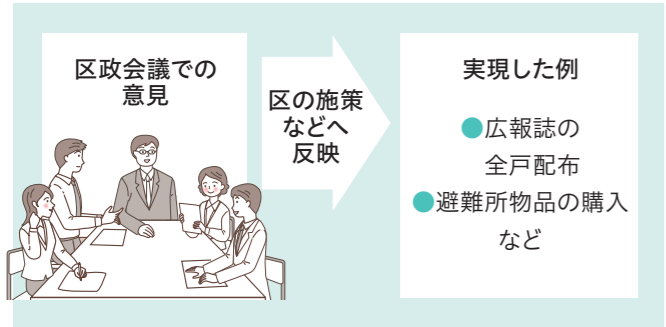 区政会議での
意見
区の施策
などへ
反映
実現した例
●広報誌の
全戸配布
●避難所物品の購入
など